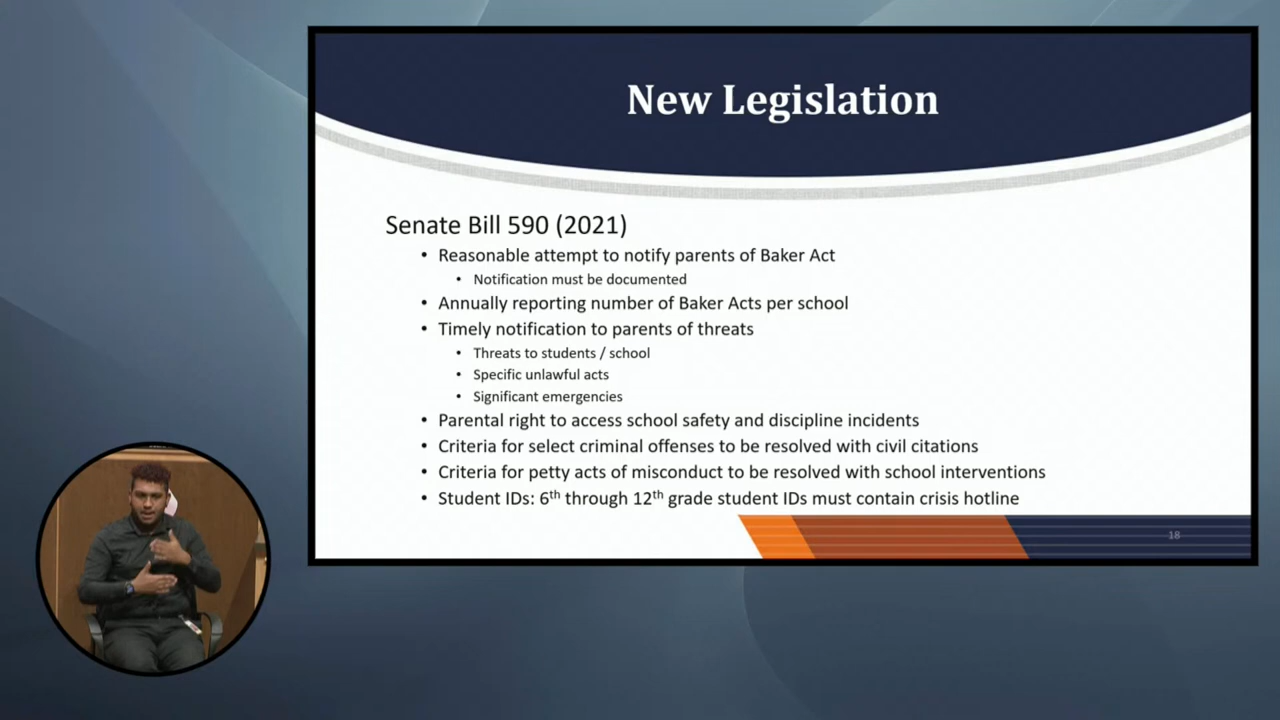 New Legislation
Senate Bill 590 (2021)
• Reasonable attempt to notify parents of Baker Act
• Notification must be documented
• Annually reporting number of Baker Acts per school
• Timely notification to parents of threats
• Threats to students / school
• Specific unlawful acts
• Significant emergencies
• Parental right to access school safety and discipline incidents
• Criteria for select criminal offenses to be resolved with civil citations
• Criteria for petty acts of misconduct to be resolved with school interventions
• Student IDs: 6th through 12th grade student IDs must contain crisis hotline
18